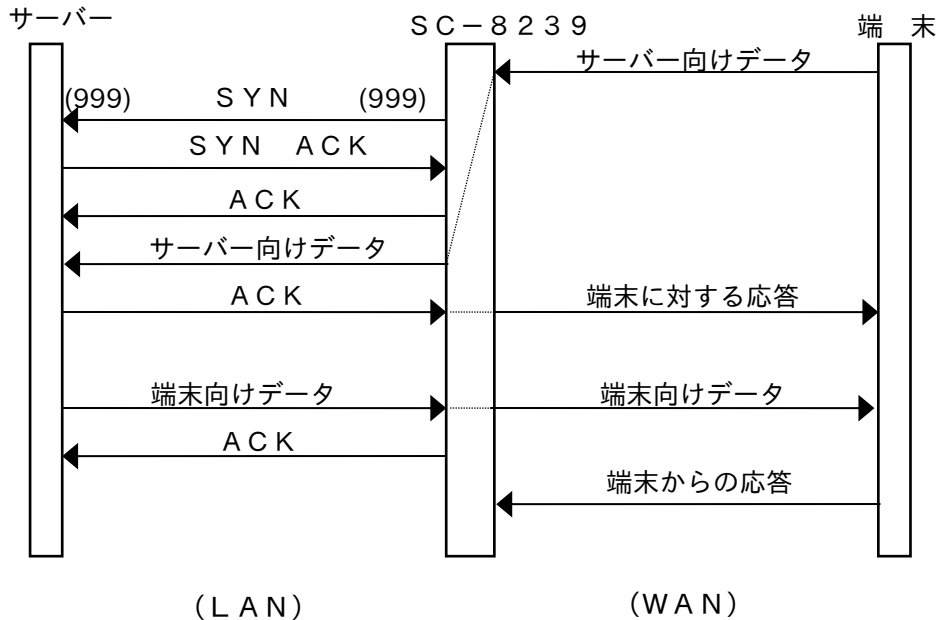 サーバー
SC－8239
端　末
サーバー向けデータ
(999)　SYN　(999)
SYN　ACK
ACK
サーバー向けデータ
ACK
端末に対する応答
端末向けデータ
端末向けデータ
ACK
端末からの応答
(LAN)
(WAN)